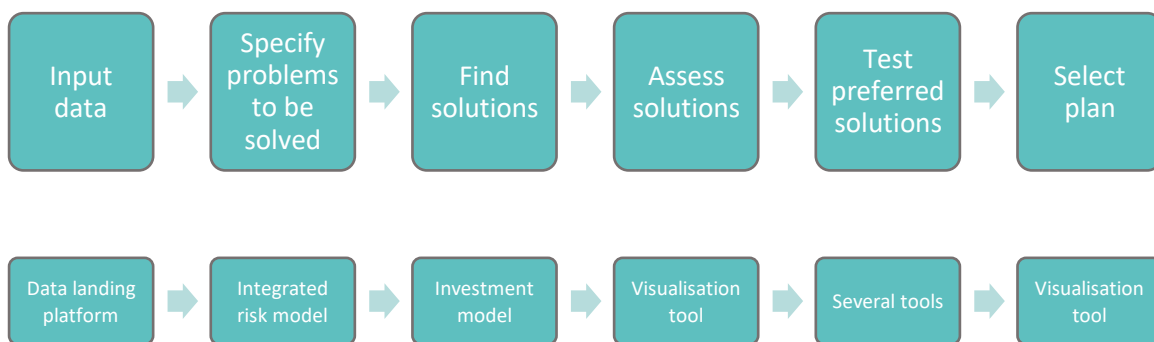 Input
data
Specify
problems
to be
solved
Find
solutions
Assess
solutions
Test
preferred
solutions
Select
plan
Data landing
platform
Integrated
risk model
Investment
model
Visualisation
tool
Several tools
Visualisation
tool